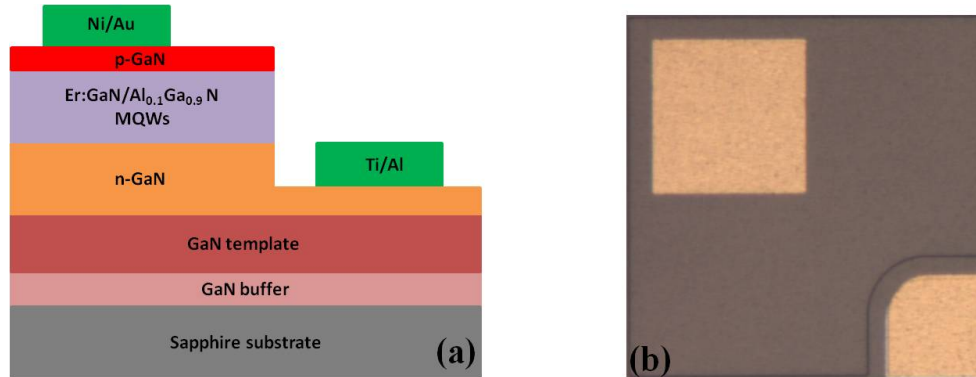 Ni/Au
p-GaN
Er:GaN/Al0.1Ga0.9 N
MQWs
Ti/Al
n-GaN
GaN template
GaN buffer
Sapphire substrate
(a)
(b)